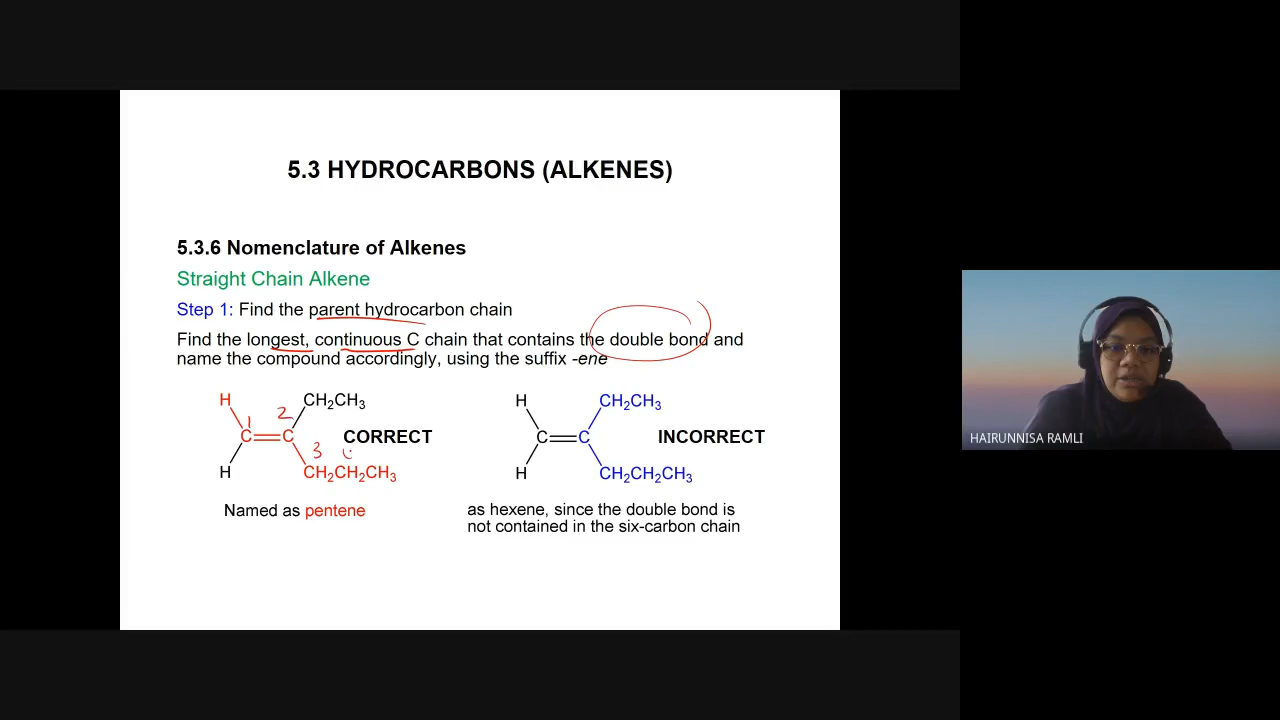 5.3 HYDROCARBONS (ALKENES)
5.3.6 Nomenclature of Alkenes
Straight Chain Alkene
Step 1: Find the parent hydrocarbon chain
Find the longest, continuous C chain that contains the double bond and
name the compound accordingly, using the suffix -ene
H CH₂CH₃
1 2
C C CORRECT
3
H CH₂CH₂CH₃
Named as pentene
H CH₂CH₃
C C INCORRECT
H CH₂CH₂CH₃
as hexene, since the double bond is
not contained in the six-carbon chain
HAIRUNNISA RAMLI